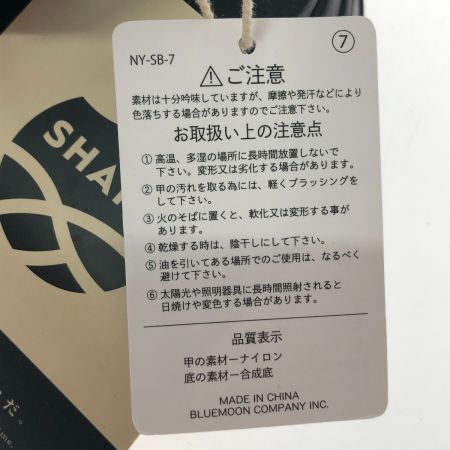 NY-SB-7
⑦
⚠ご注意
素材は十分吟味していますが、摩擦や発汗などにより
色落ちする場合がありますのでご注意下さい。
お取扱い上の注意点
① 高温、多湿の場所に長時間放置しないで
下さい。変形又は劣化する場合があります。
② 甲の汚れを取る為には、軽くブラッシングを
して下さい。
③ 火のそばに置くと、軟化又は変形する事が
あります。
④ 乾燥する時は、陰干しにして下さい。
⑤ 油を引いてある場所でのご使用は、なるべく
避けて下さい。
⑥ 太陽光や照明器具に長時間照射されると
日焼けや変色する場合があります。
品質表示
甲の素材ーナイロン
底の素材ー合成底
MADE IN CHINA
BLUEMOON COMPANY INC.
SHA
だ。
me.